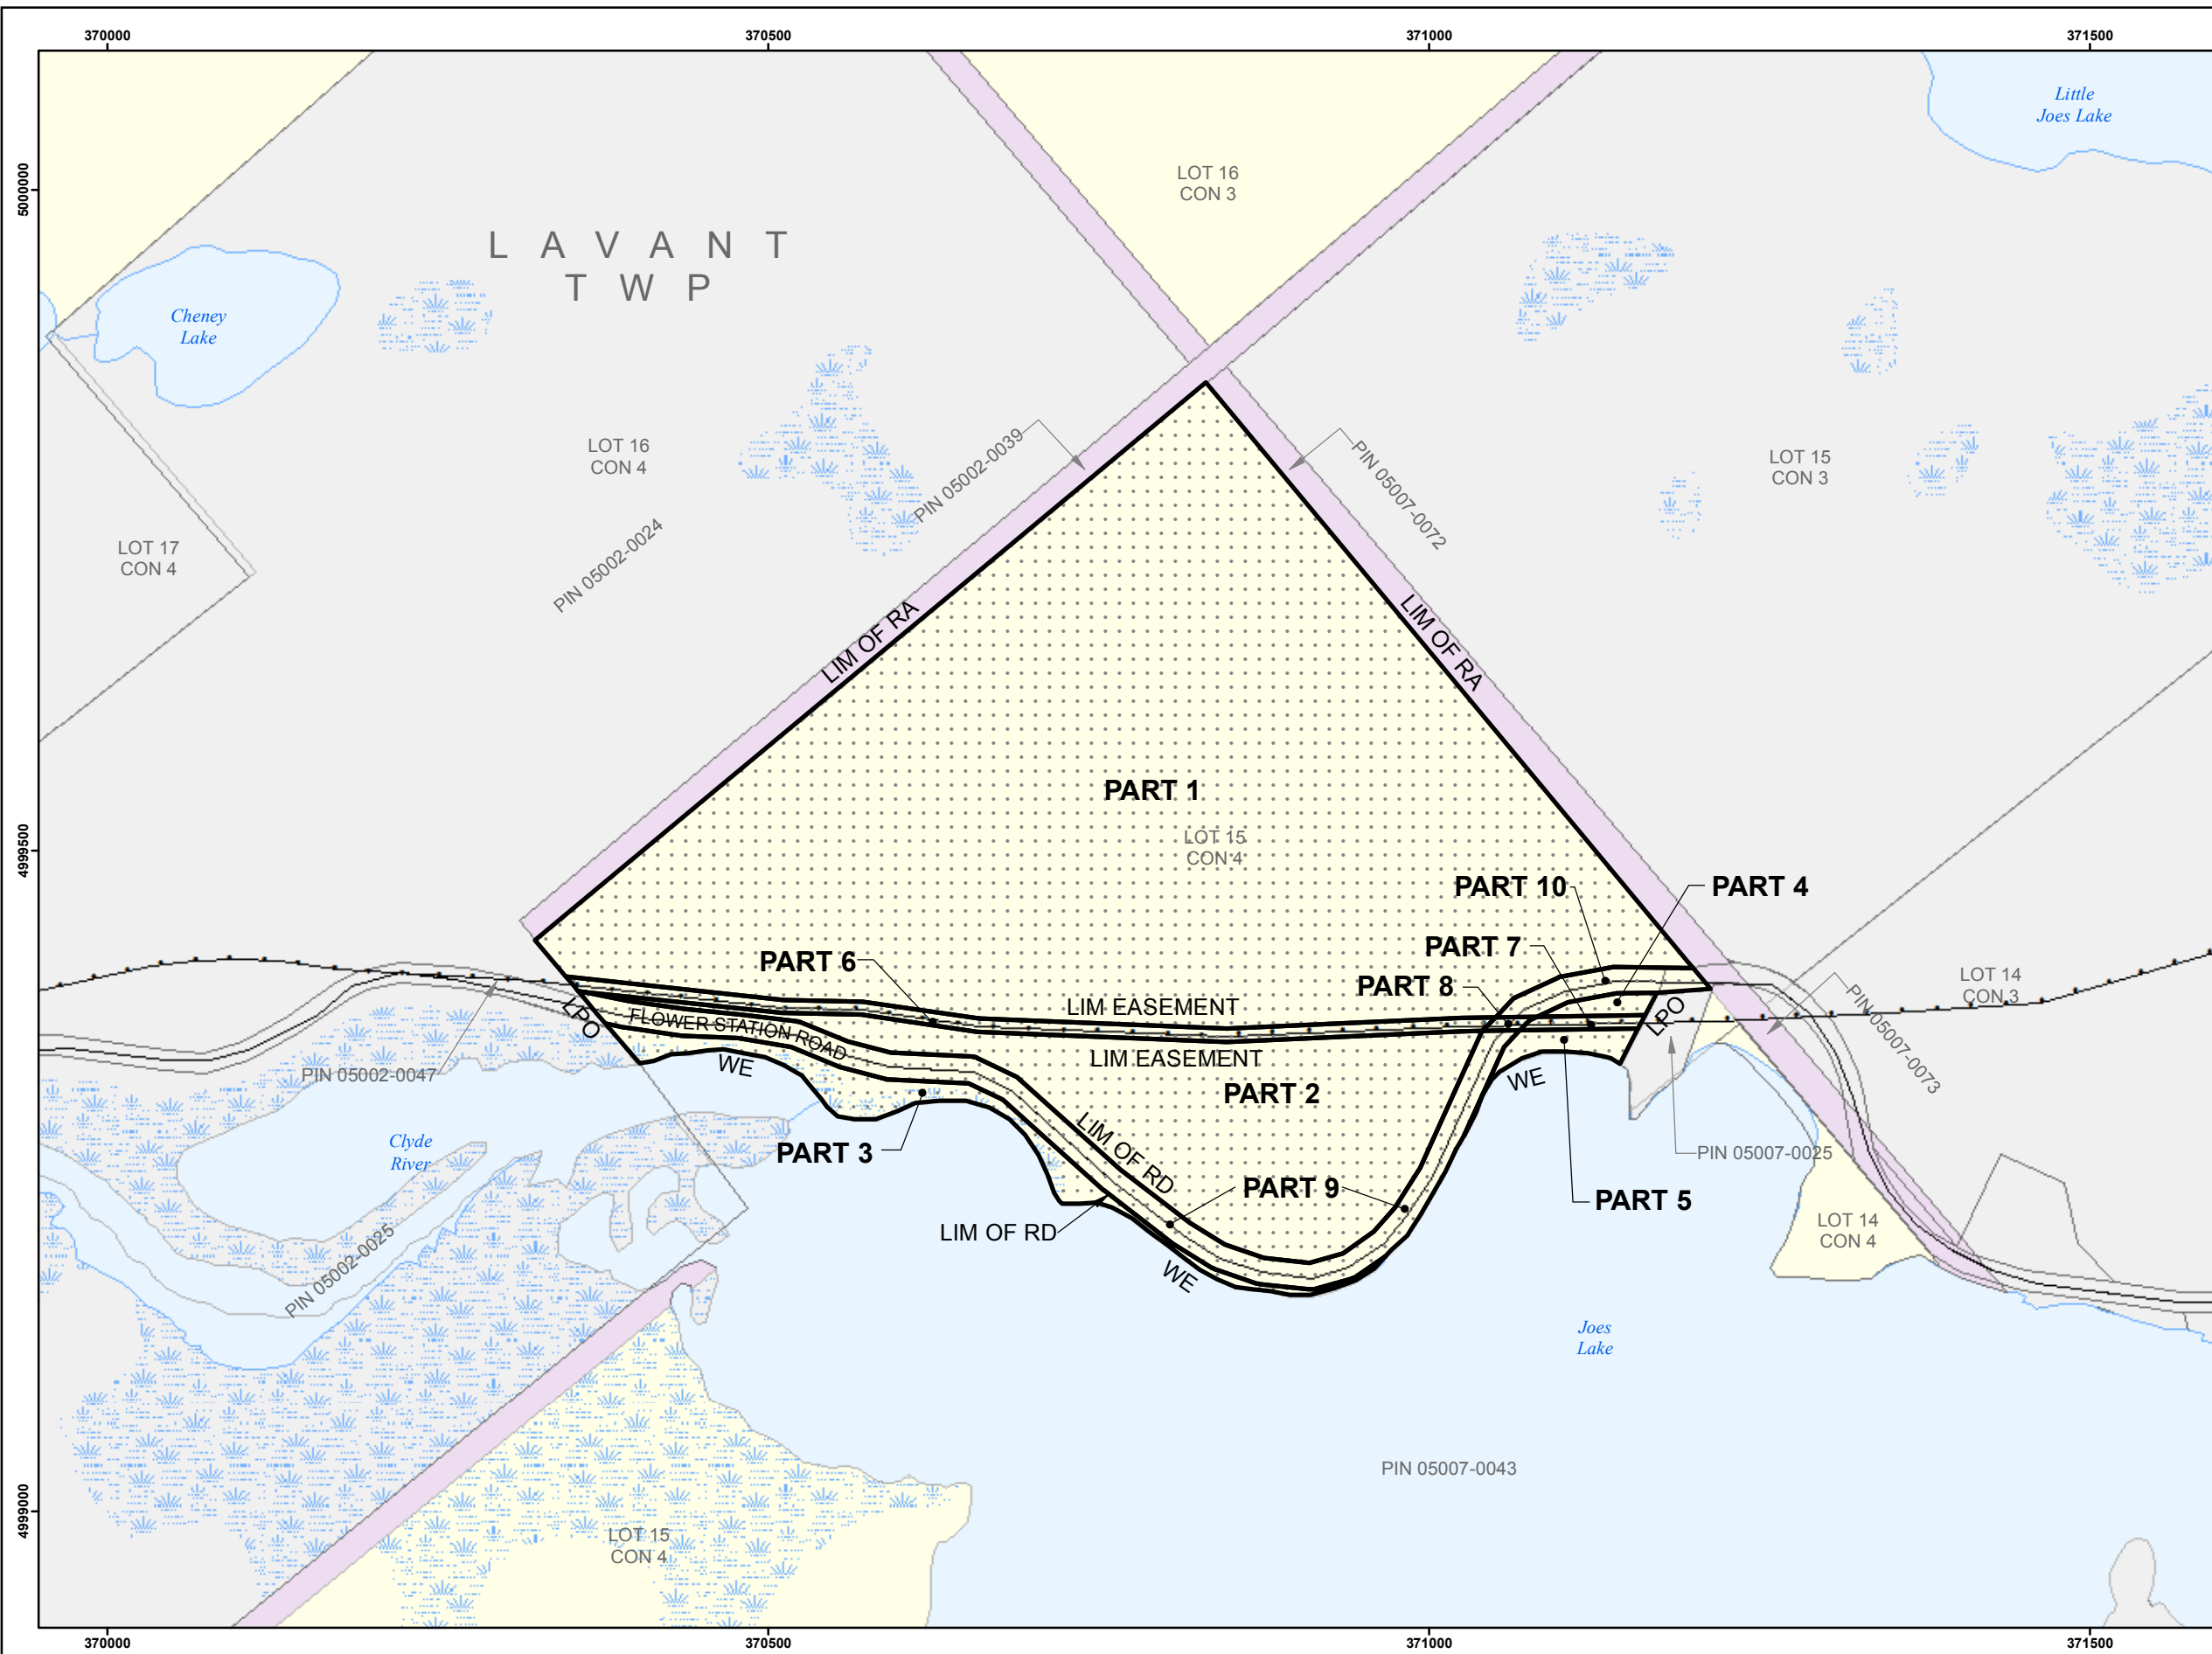 370000
370500
371000
371500
Little
Joes Lake
LOT 16
CON 3
5000000
LAVANT
TWP
Cheney
Lake
LOT 16
CON 4
PIN 05002-0039
PIN 05007-0072
LOT 15
CON 3
LOT 17
CON 4
PIN 05002-0024
LIM OF RA
LIM OF RA
PART 1
LOT 15
CON 4
4999500
PART 10
PART 4
PART 7
PART 6
PART 8
LOT 14
CON 3
LIM EASEMENT
LPO
FLOWER STATION ROAD
LPO
PIN 05007-0073
LIM EASEMENT
WE
PIN 05002-0047
WE
PART 2
Clyde
River
PART 3
LIM OF RD
PIN 05007-0025
PART 9
PART 5
LIM OF RD
LOT 14
CON 4
PIN 05002-0025
WE
Joes
Lake
PIN 05007-0043
4999000
LOT 15
CON 4
370000
370500
371000
371500